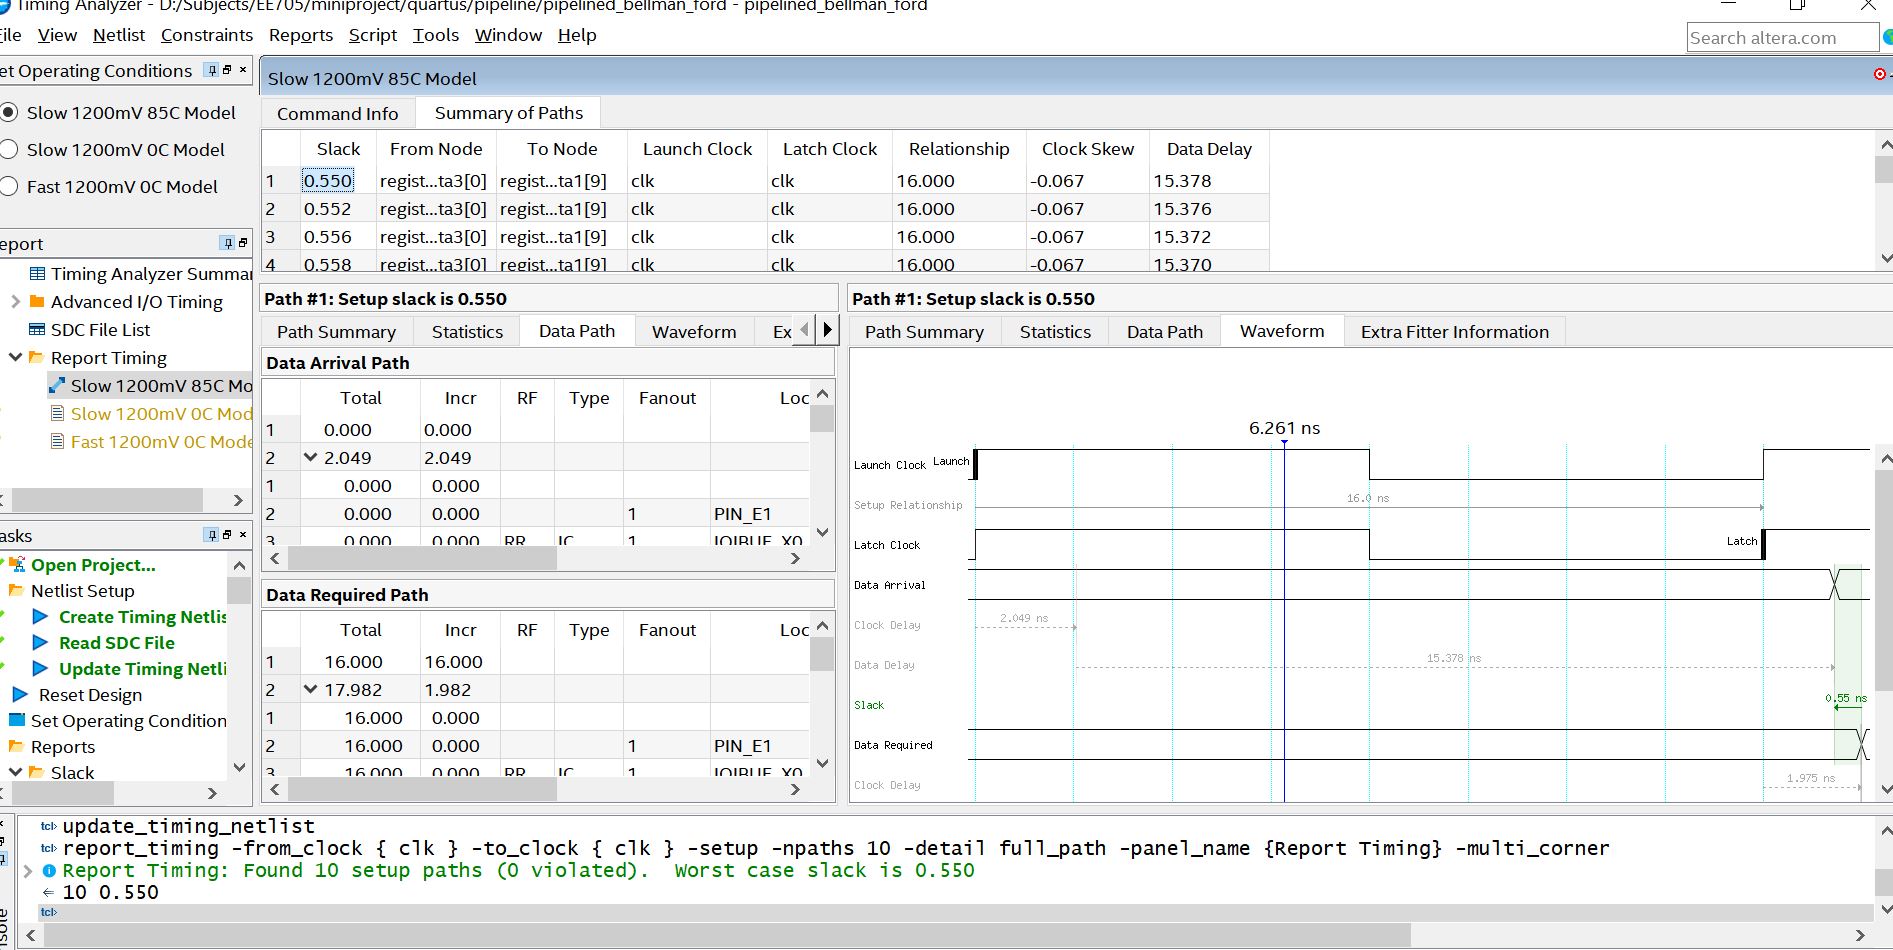 Timing Analyzer - D:/Subjects/EE705/miniproject/quartus/pipeline/pipelined_bellman_ford - pipelined_bellman_ford
File View Netlist Constraints Reports Script Tools Window Help
Search altera.com
et Operating Conditions
Slow 1200mV 85C Model
Slow 1200mV 0C Model
Fast 1200mV 0C Model
eport
Timing Analyzer Summar
Advanced I/O Timing
SDC File List
Report Timing
Slow 1200mV 85C Mo
Slow 1200mV 0C Mod
Fast 1200mV 0C Mode
asks
Open Project...
Netlist Setup
Create Timing Netlis
Read SDC File
Update Timing Netli
Reset Design
Set Operating Condition
Reports
Slack
Slow 1200mV 85C Model
Command Info Summary of Paths
Slack From Node To Node Launch Clock Latch Clock Relationship Clock Skew Data Delay
1 0.550 regist...ta3[0] regist...ta1[9] clk clk 16.000 -0.067 15.378
2 0.552 regist...ta3[0] regist...ta1[9] clk clk 16.000 -0.067 15.376
3 0.556 regist...ta3[0] regist...ta1[9] clk clk 16.000 -0.067 15.372
4 0.558 regist...ta3[0] regist...ta1[9] clk clk 16.000 -0.067 15.370
Path #1: Setup slack is 0.550
Path Summary Statistics Data Path Waveform Ex
Data Arrival Path
Total Incr RF Type Fanout Loc
1 0.000 0.000
2 2.049 2.049
1 0.000 0.000
2 0.000 0.000 1 PIN_E1
3 0.000 0.000 RR IC 1 IOIBUF_X0
Data Required Path
Total Incr RF Type Fanout Loc
1 16.000 16.000
2 17.982 1.982
1 16.000 0.000
2 16.000 0.000 1 PIN_E1
3 16.000 0.000 RR IC 1 IOIBUF_X0
Path #1: Setup slack is 0.550
Path Summary Statistics Data Path Waveform Extra Fitter Information
6.261 ns
Launch Clock Launch
Setup Relationship 16.0 ns
Latch Clock Latch
Data Arrival
Clock Delay 2.049 ns
Data Delay 15.378 ns
Slack 0.55 ns
Data Required
Clock Delay 1.975 ns
tcl> update_timing_netlist
tcl> report_timing -from_clock { clk } -to_clock { clk } -setup -npaths 10 -detail full_path -panel_name {Report Timing} -multi_corner
Report Timing: Found 10 setup paths (0 violated). Worst case slack is 0.550
10 0.550
tcl>
nsole